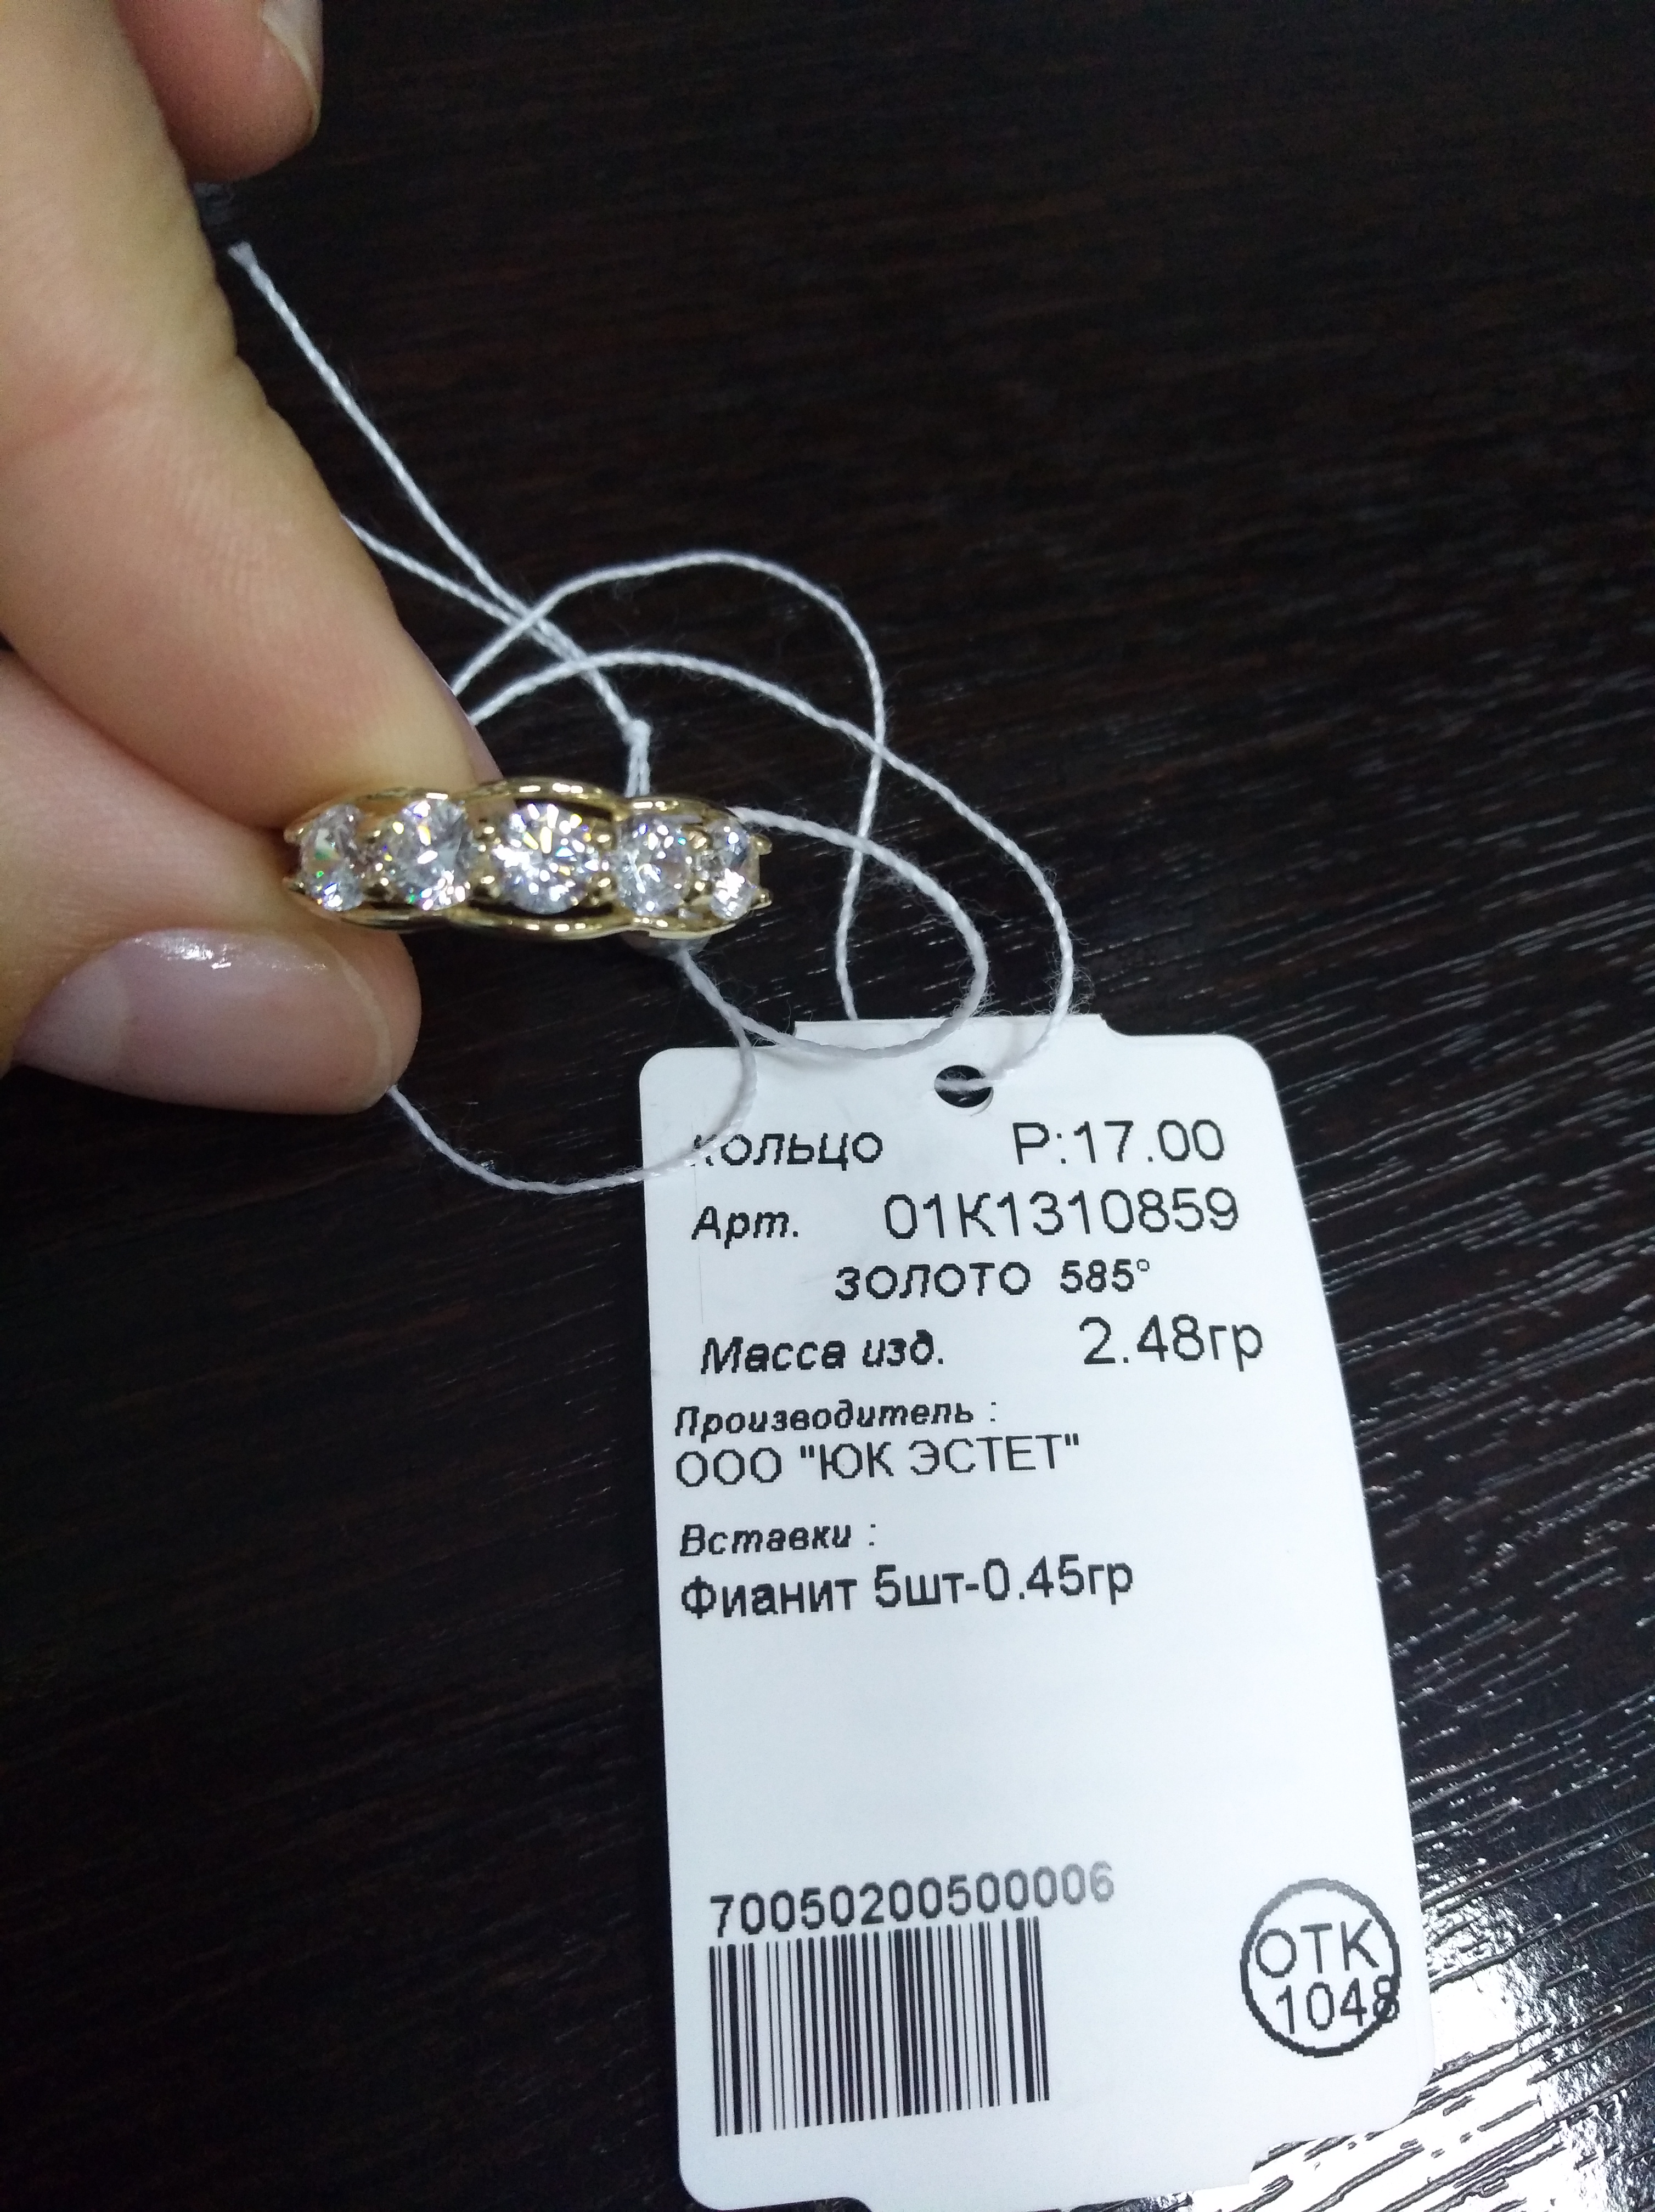 кольцо Р:17.00
Арт. 01К1310859
золото 585°
Масса изд. 2.48гр
Производитель :
ООО "ЮК ЭСТЕТ"
Вставки :
Фианит 5шт-0.45гр
70050200500006
ОТК
1048